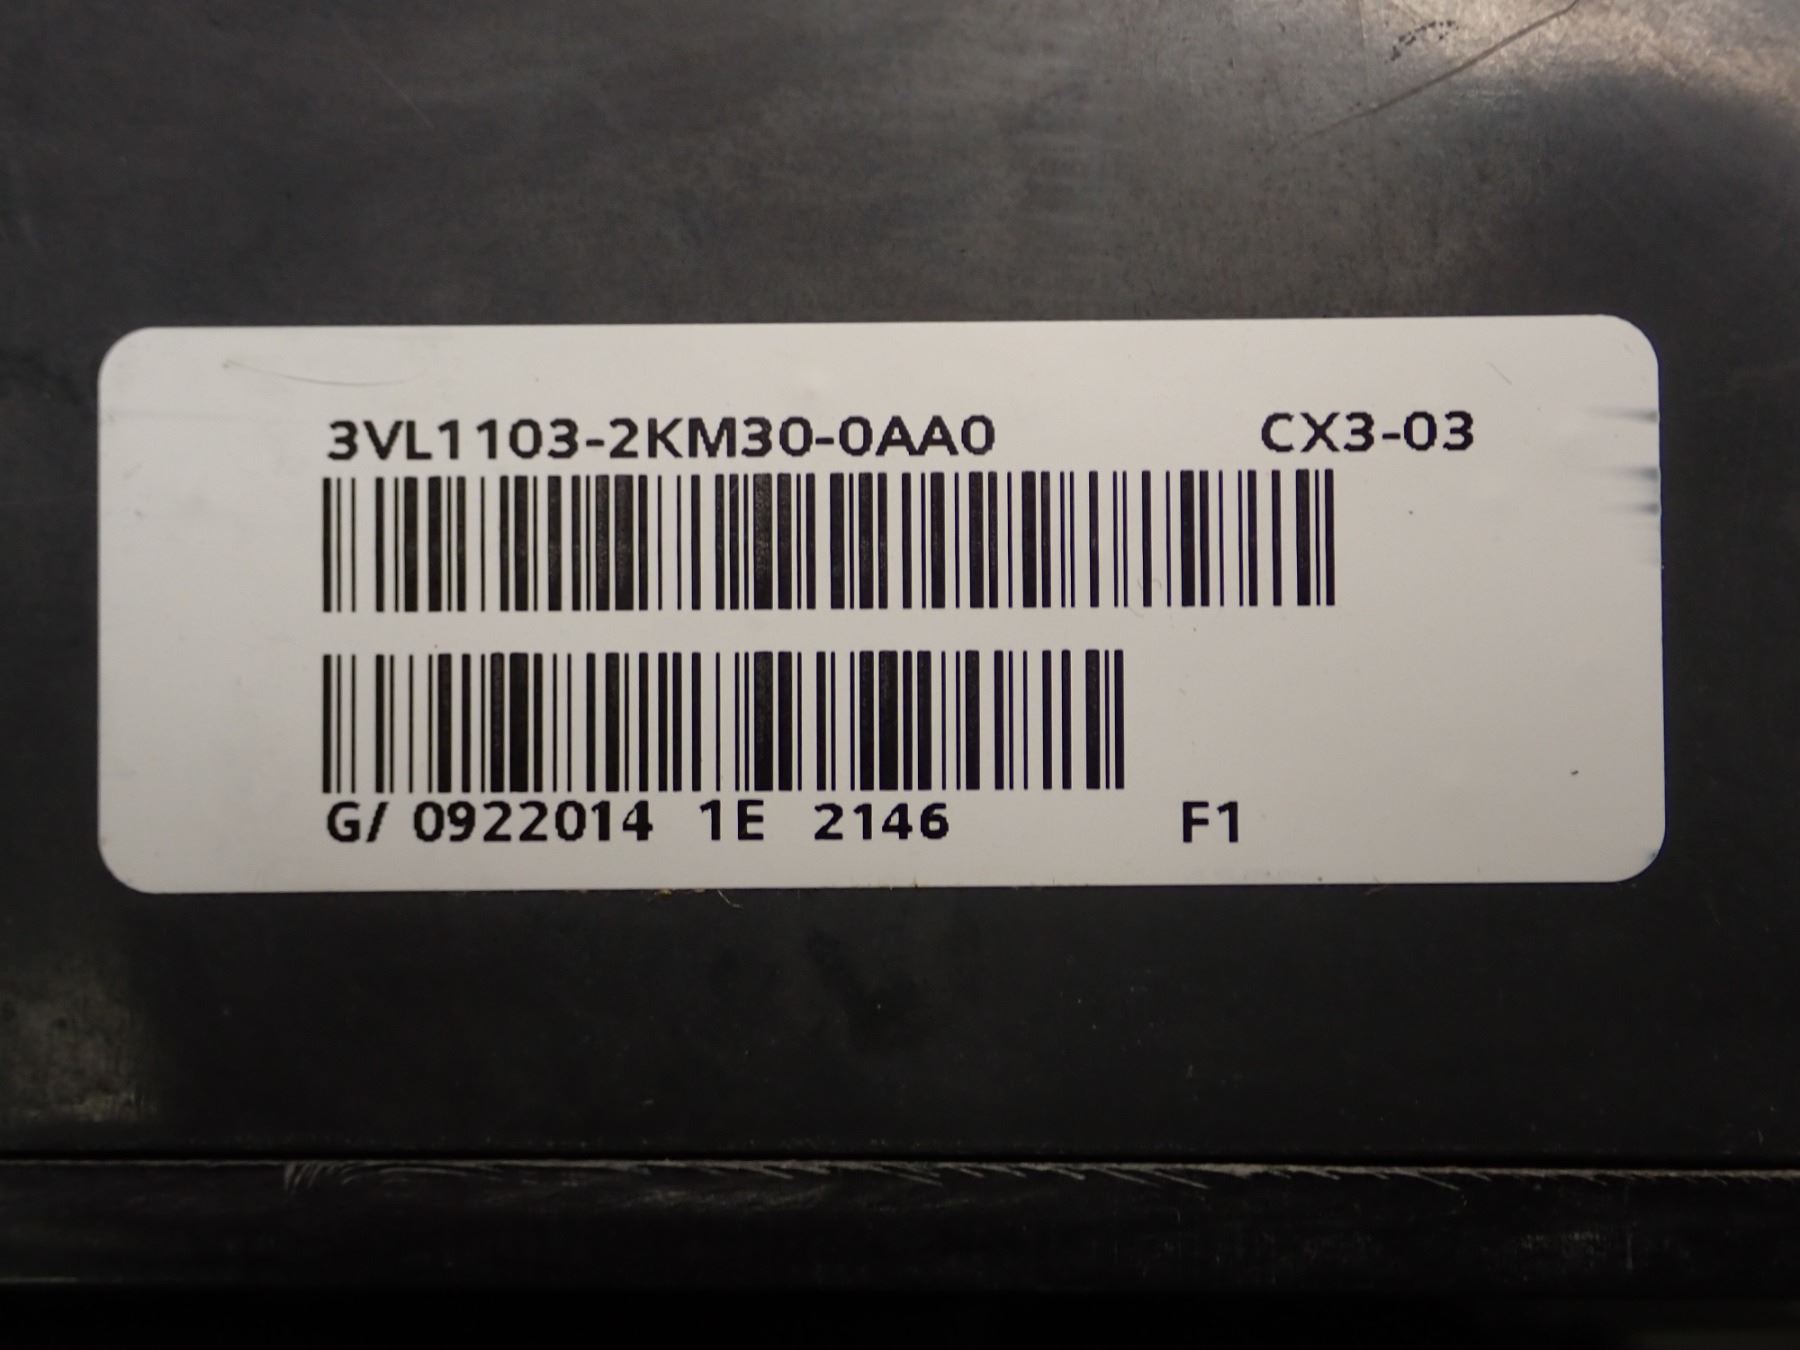 3VL1103-2KM30-0AA0 CX3-03
G/ 0922014 1E 2146 F1